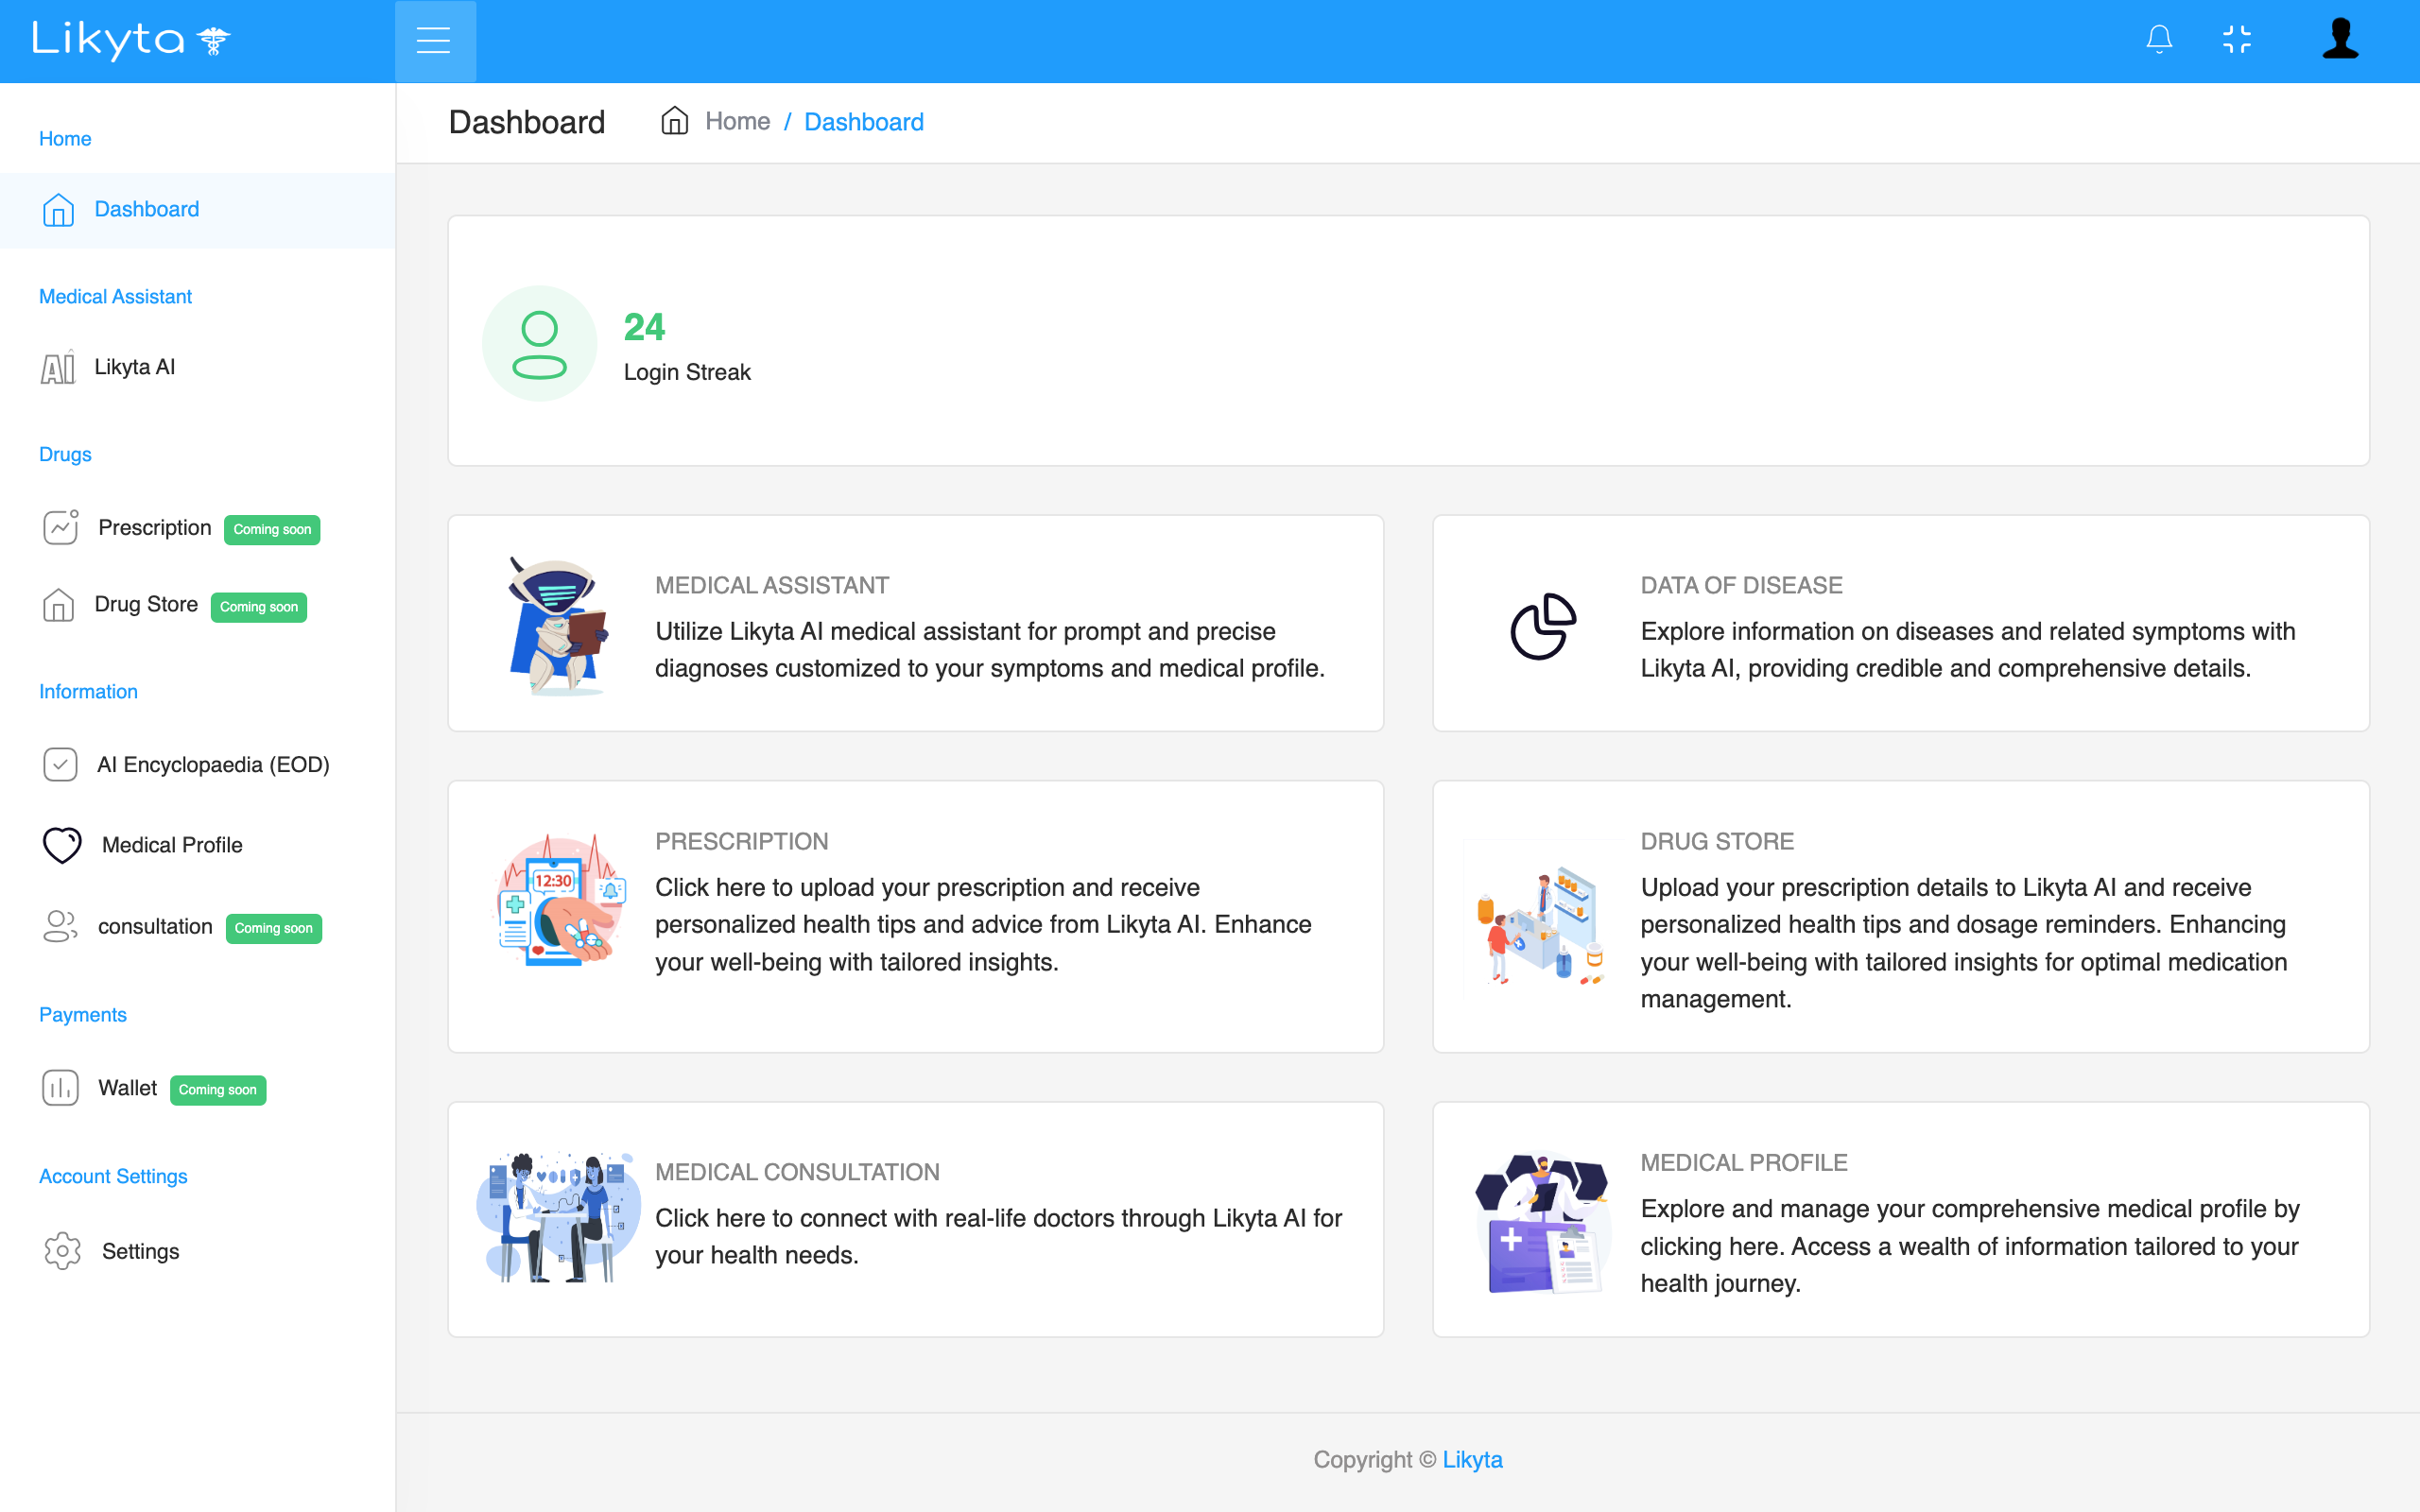 Likyta
Dashboard
Home / Dashboard
Home
Dashboard
Medical Assistant
AI Likyta AI
Drugs
Prescription Coming soon
Drug Store Coming soon
Information
AI Encyclopaedia (EOD)
Medical Profile
consultation Coming soon
Payments
Wallet Coming soon
Account Settings
Settings
24
Login Streak
MEDICAL ASSISTANT
Utilize Likyta AI medical assistant for prompt and precise
diagnoses customized to your symptoms and medical profile.
DATA OF DISEASE
Explore information on diseases and related symptoms with
Likyta AI, providing credible and comprehensive details.
12:30
PRESCRIPTION
Click here to upload your prescription and receive
personalized health tips and advice from Likyta AI. Enhance
your well-being with tailored insights.
DRUG STORE
Upload your prescription details to Likyta AI and receive
personalized health tips and dosage reminders. Enhancing
your well-being with tailored insights for optimal medication
management.
MEDICAL CONSULTATION
Click here to connect with real-life doctors through Likyta AI for
your health needs.
MEDICAL PROFILE
Explore and manage your comprehensive medical profile by
clicking here. Access a wealth of information tailored to your
health journey.
Copyright © Likyta